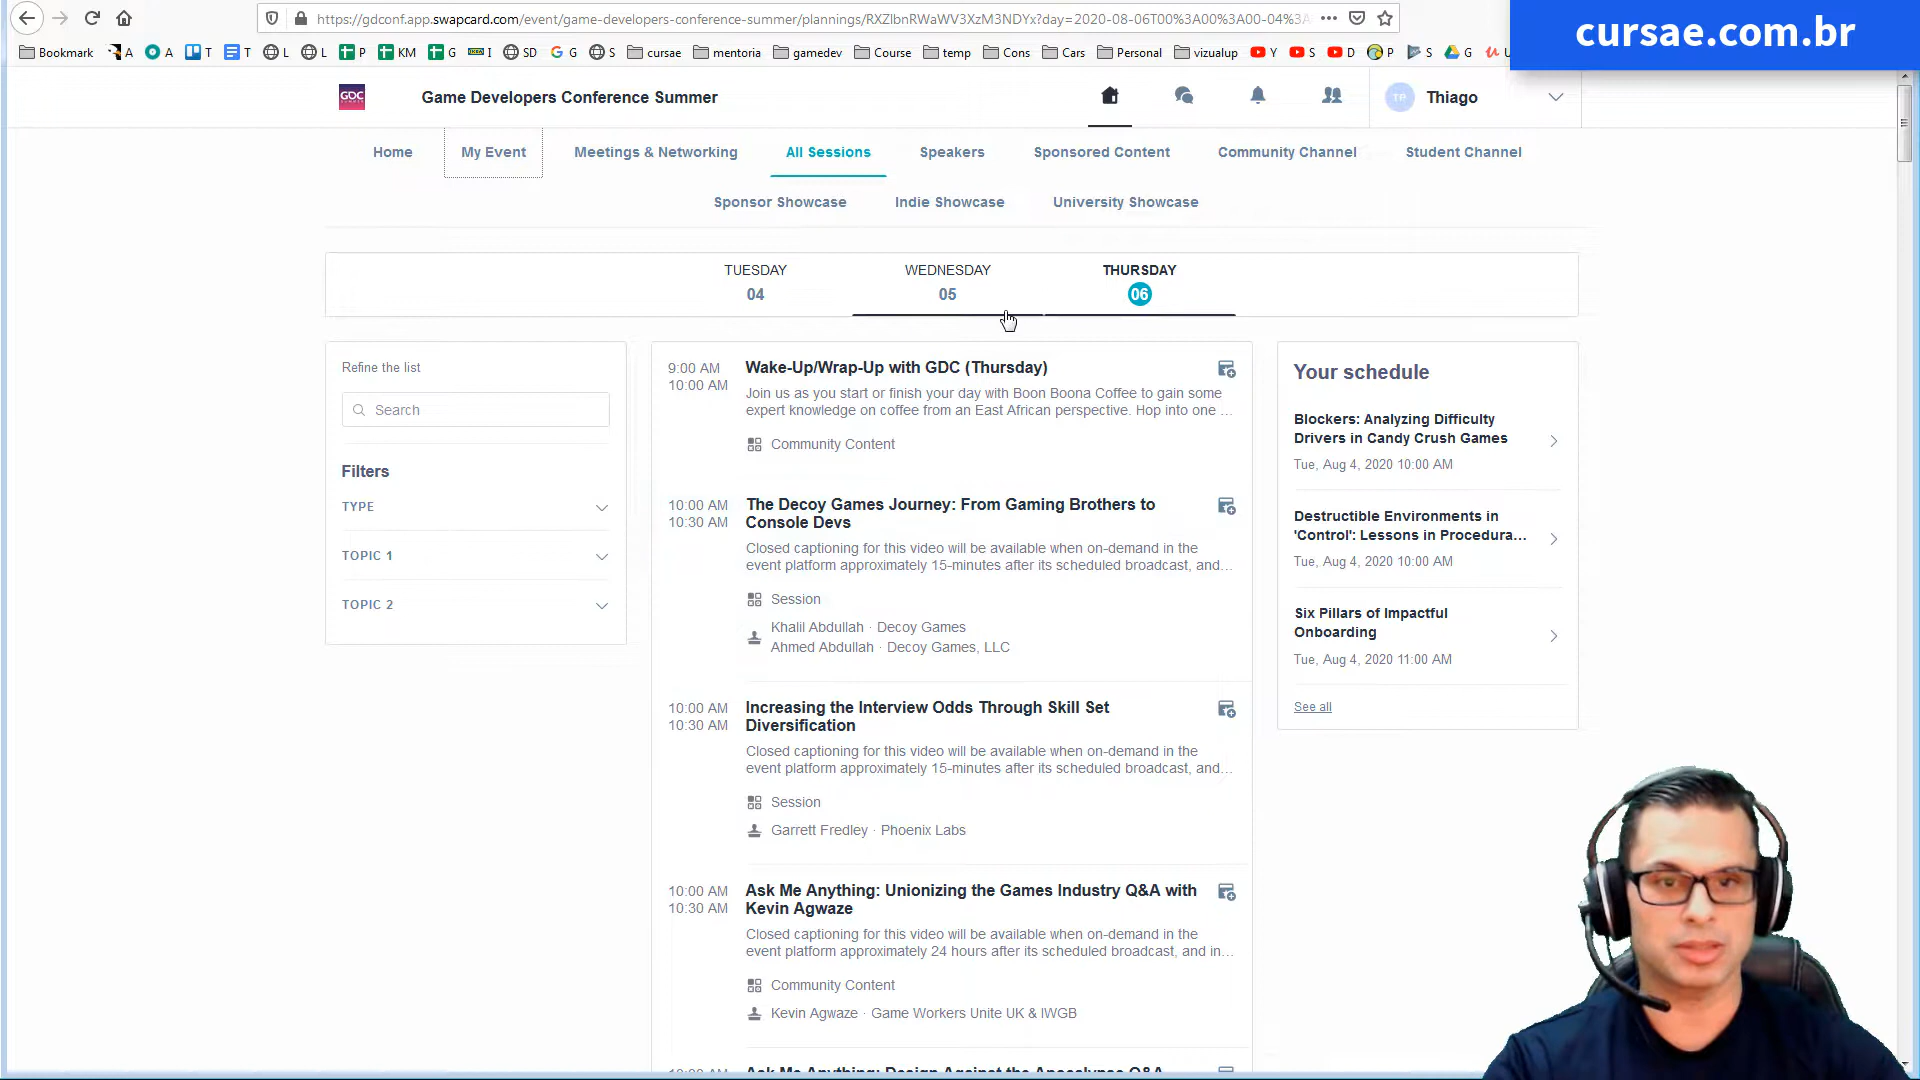 https://gdconf.app.swapcard.com/event/game-developers-conference-summer/plannings/RXZlbnRWaWV3XzM3NDYx?day=2020-08-06T00%3A00%3A00-04%3A
cursae.com.br
Bookmark A A T T L L P KM G I SD G S cursae mentoria gamedev Course temp Cons Cars Personal vizualup Y S D P S G
GDC
Game Developers Conference Summer
TP Thiago
Home My Event Meetings & Networking All Sessions Speakers Sponsored Content Community Channel Student Channel
Sponsor Showcase Indie Showcase University Showcase
TUESDAY WEDNESDAY THURSDAY
04 05 06
Refine the list
Search
Filters
TYPE
TOPIC 1
TOPIC 2
9:00 AM
10:00 AM
Wake-Up/Wrap-Up with GDC (Thursday)
Join us as you start or finish your day with Boon Boona Coffee to gain some
expert knowledge on coffee from an East African perspective. Hop into one ...
Community Content
10:00 AM
10:30 AM
The Decoy Games Journey: From Gaming Brothers to
Console Devs
Closed captioning for this video will be available when on-demand in the
event platform approximately 15-minutes after its scheduled broadcast, and...
Session
Khalil Abdullah · Decoy Games
Ahmed Abdullah · Decoy Games, LLC
10:00 AM
10:30 AM
Increasing the Interview Odds Through Skill Set
Diversification
Closed captioning for this video will be available when on-demand in the
event platform approximately 15-minutes after its scheduled broadcast, and...
Session
Garrett Fredley · Phoenix Labs
10:00 AM
10:30 AM
Ask Me Anything: Unionizing the Games Industry Q&A with
Kevin Agwaze
Closed captioning for this video will be available when on-demand in the
event platform approximately 24 hours after its scheduled broadcast, and in...
Community Content
Kevin Agwaze · Game Workers Unite UK & IWGB
Ask Me Anything: Design Against the Apocalypse Q&A
Your schedule
Blockers: Analyzing Difficulty
Drivers in Candy Crush Games
Tue, Aug 4, 2020 10:00 AM
Destructible Environments in
'Control': Lessons in Procedura...
Tue, Aug 4, 2020 10:00 AM
Six Pillars of Impactful
Onboarding
Tue, Aug 4, 2020 11:00 AM
See all